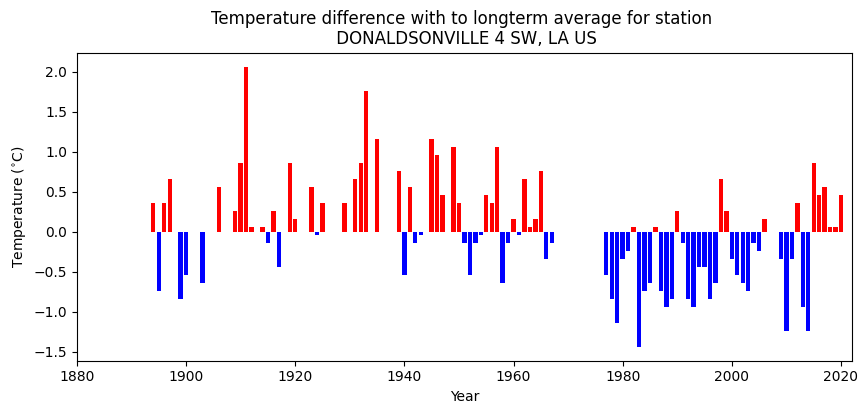 Temperature difference with to longterm average for station
DONALDSONVILLE 4 SW, LA US
Temperature (°C)
2.0
1.5
1.0
0.5
0.0
−0.5
−1.0
−1.5
1880 1900 1920 1940 1960 1980 2000 2020
Year